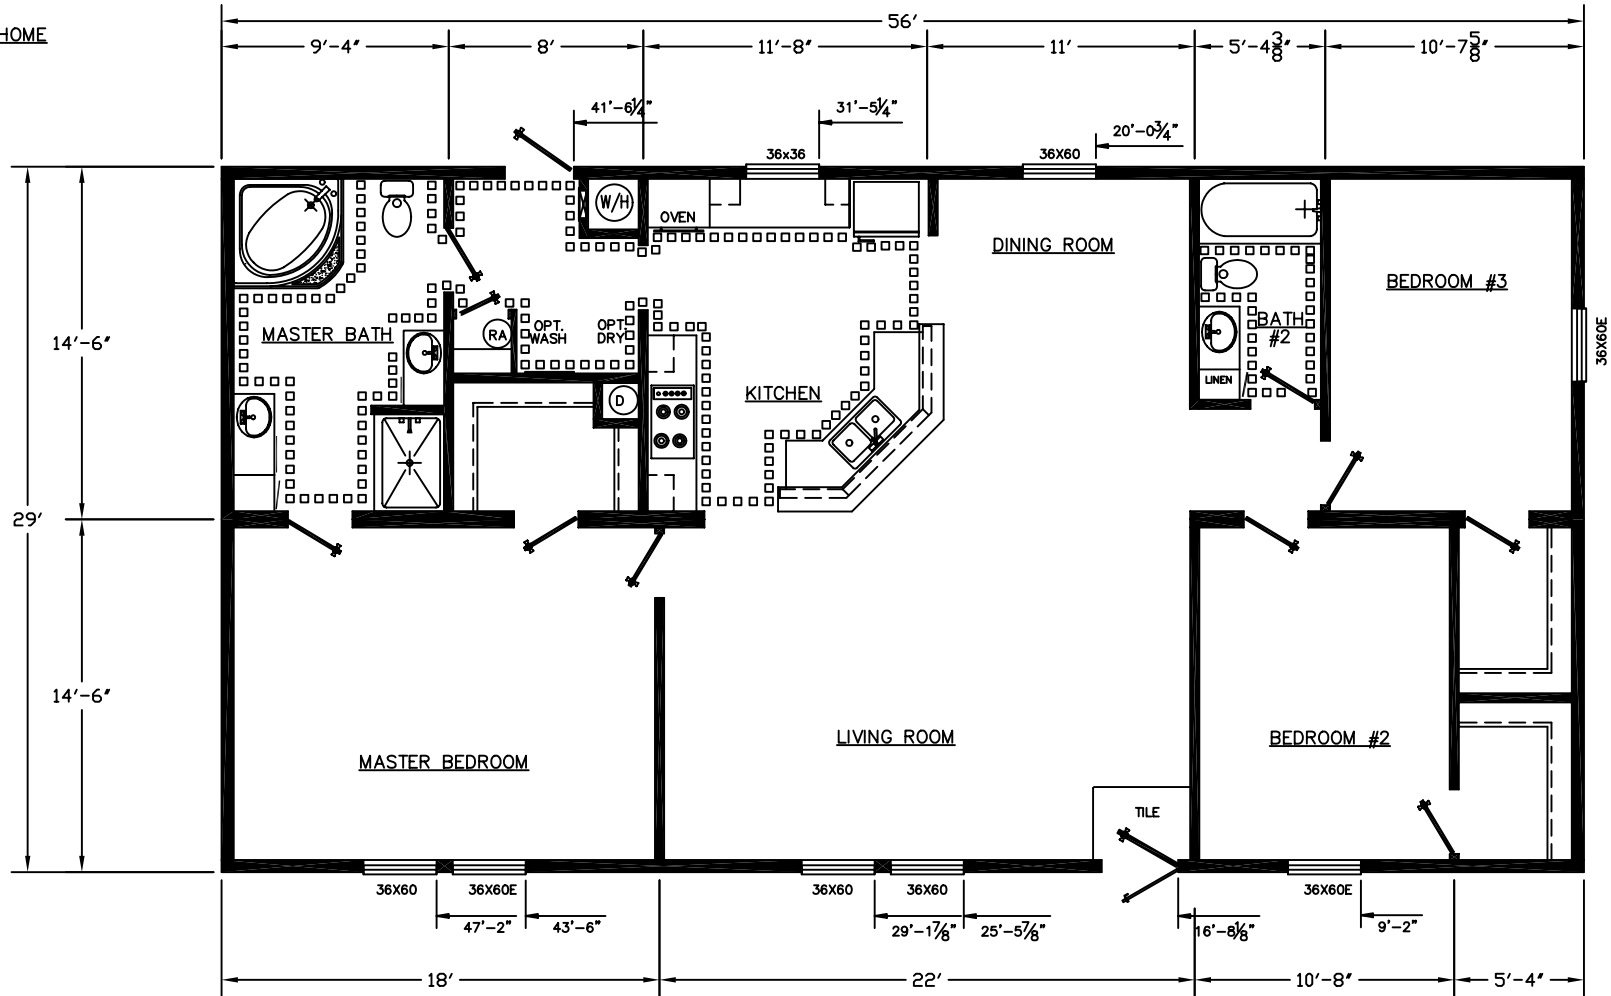 HOME
56'
9'-4"
8'
11'-8"
11'
5'-4 3/8"
10'-7 5/8"
41'-6 1/4"
31'-5 1/4"
20'-0 3/4"
36x36
36X60
W/H
OVEN
DINING ROOM
BEDROOM #3
MASTER BATH
RA
OPT.
WASH
OPT.
DRY
BATH
#2
36X60E
14'-6"
KITCHEN
LINEN
D
29'
14'-6"
LIVING ROOM
BEDROOM #2
MASTER BEDROOM
TILE
36X60
36X60E
36X60
36X60
36X60E
47'-2"
43'-6"
29'-1 7/8"
25'-5 7/8"
16'-8 1/8"
9'-2"
18'
22'
10'-8"
5'-4"